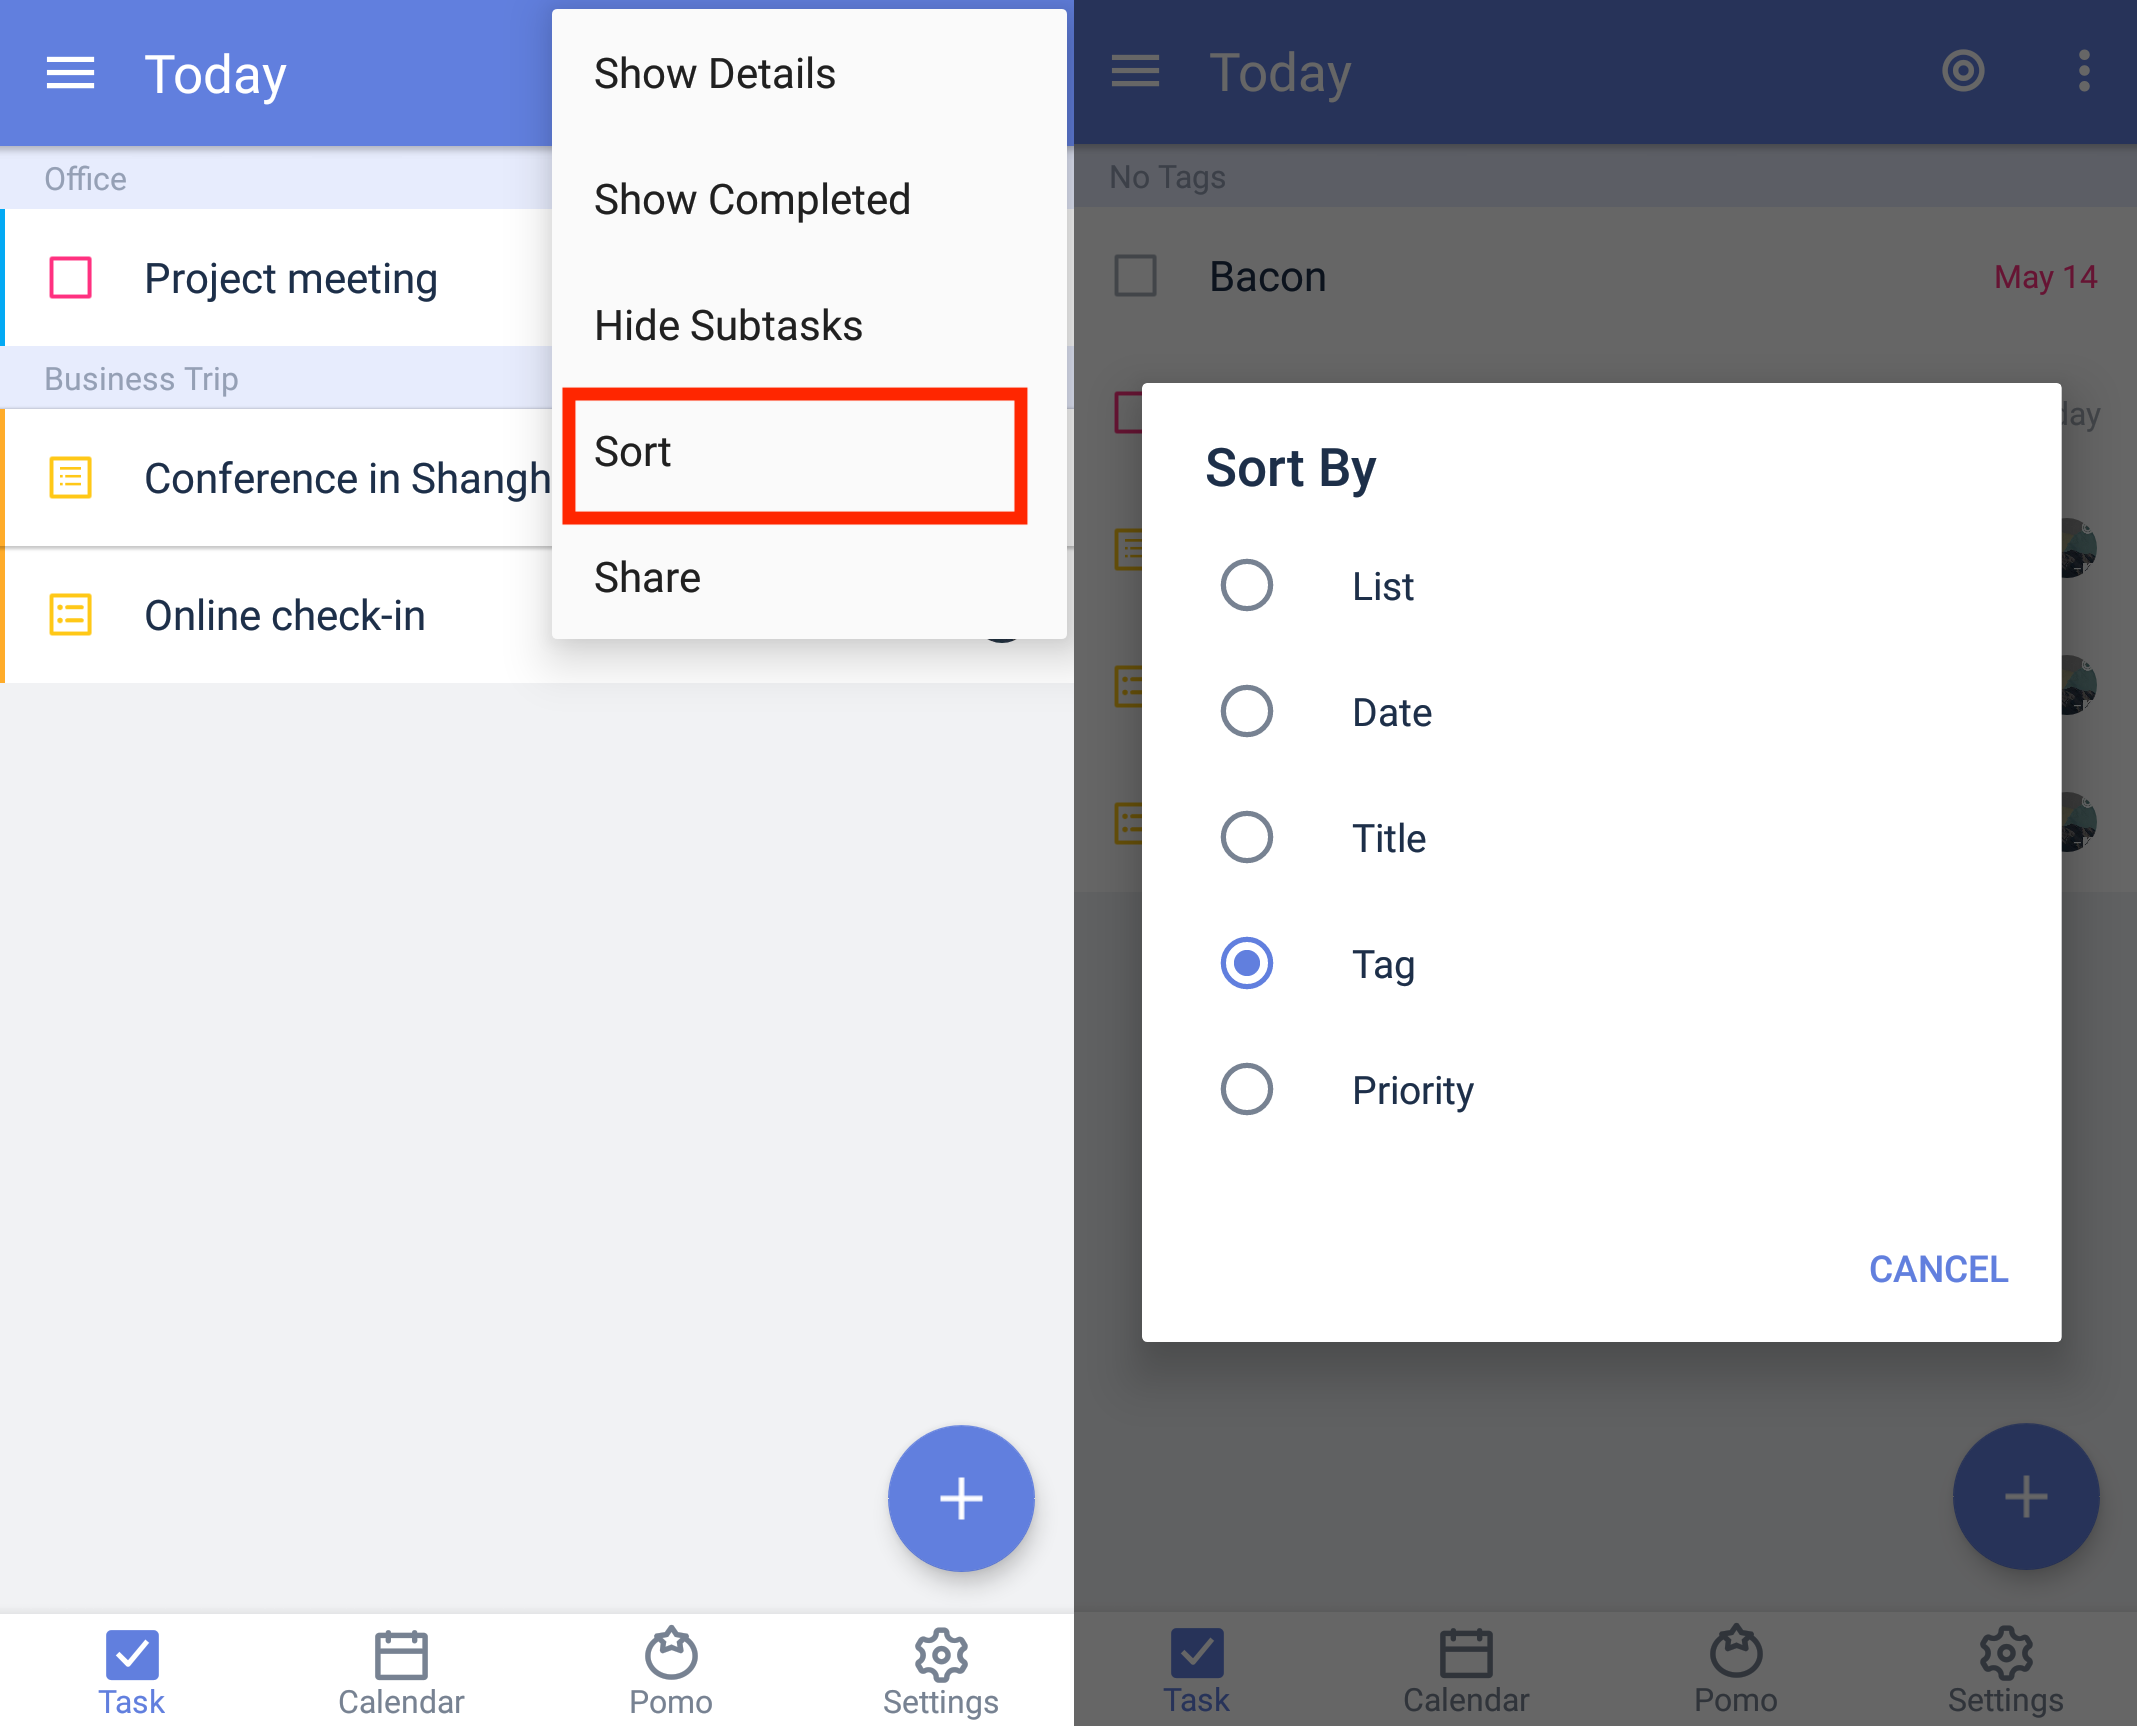 Today
Show Details
Show Completed
Hide Subtasks
Sort
Share
Office
Project meeting
Business Trip
Conference in Shangh
Online check-in
Task
Calendar
Pomo
Settings
Today
No Tags
Bacon
May 14
day
Sort By
List
Date
Title
Tag
Priority
CANCEL
Task
Calendar
Pomo
Settings